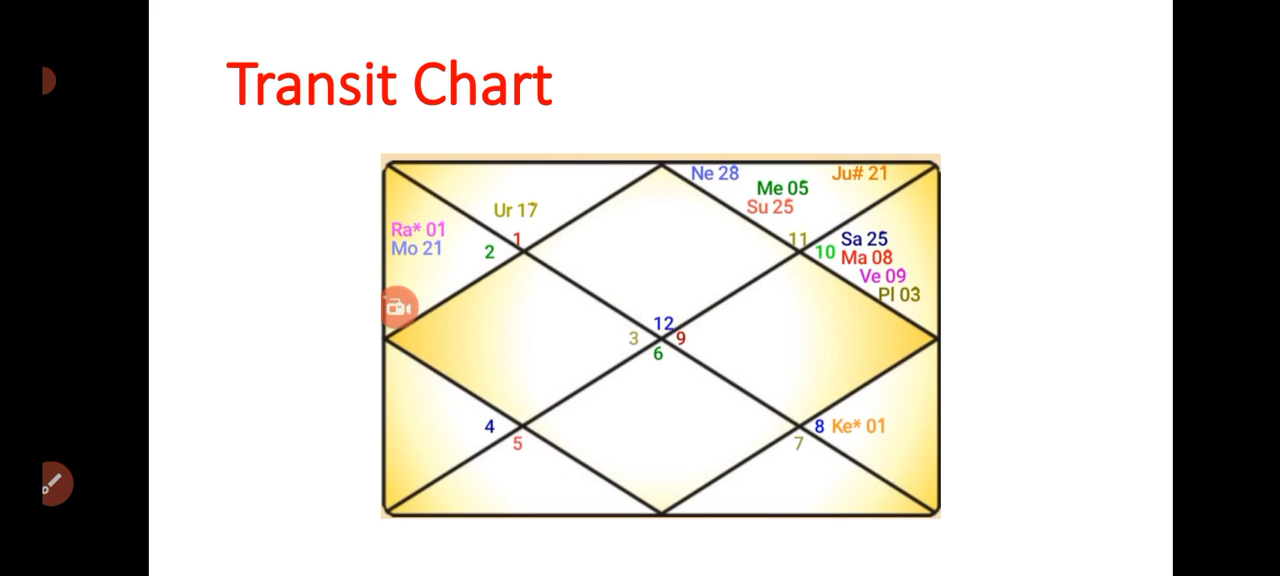 Transit Chart
Ne 28
Ju# 21
Me 05
Su 25
Ur 17
Ra* 01
Mo 21
1
2
11
10
Sa 25
Ma 08
Ve 09
Pl 03
12
3
9
6
4
5
8
Ke* 01
7